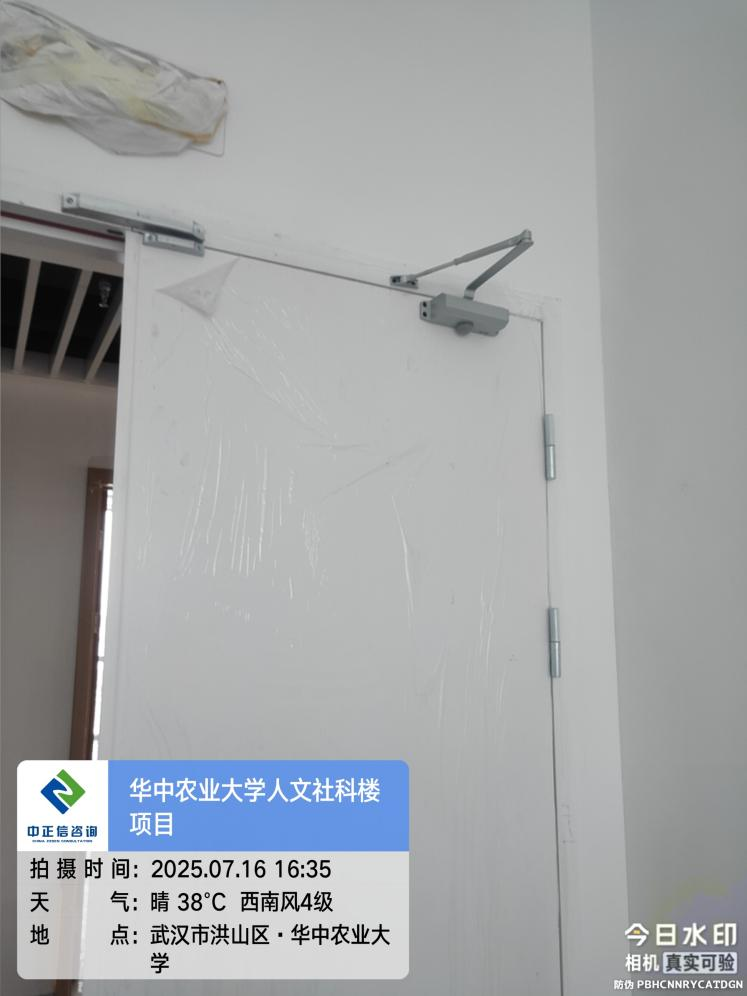 华中农业大学人文社科楼
项目
中正信咨询
CHINA ZXXIN CONSULTATION
拍摄时间：2025.07.16 16:35
天气：晴 38℃ 西南风4级
地点：武汉市洪山区·华中农业大
学
今日水印
相机 真实可验
防伪 PBHCNNRYCATDGN